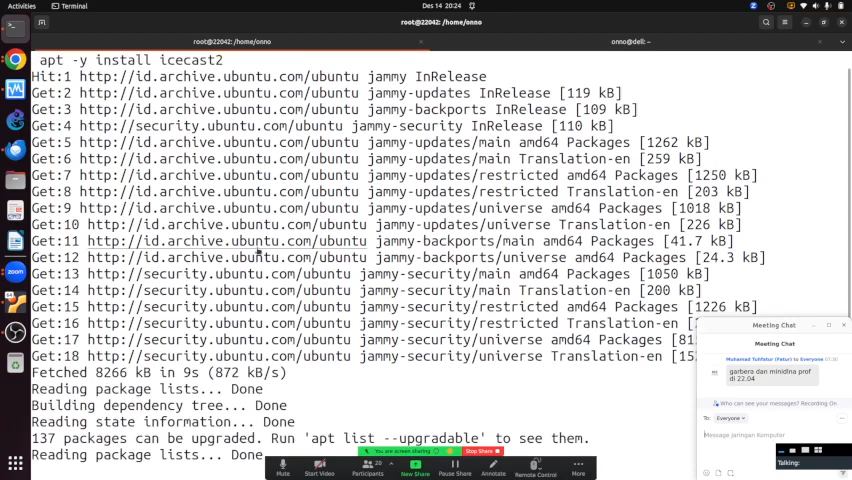 Activities
Terminal
Des 14 20:24
root@22042: /home/onno
root@22042: /home/onno
onno@dell: ~
apt -y install icecast2
Hit:1 http://id.archive.ubuntu.com/ubuntu jammy InRelease
Get:2 http://id.archive.ubuntu.com/ubuntu jammy-updates InRelease [119 kB]
Get:3 http://id.archive.ubuntu.com/ubuntu jammy-backports InRelease [109 kB]
Get:4 http://security.ubuntu.com/ubuntu jammy-security InRelease [110 kB]
Get:5 http://id.archive.ubuntu.com/ubuntu jammy-updates/main amd64 Packages [1262 kB]
Get:6 http://id.archive.ubuntu.com/ubuntu jammy-updates/main Translation-en [259 kB]
Get:7 http://id.archive.ubuntu.com/ubuntu jammy-updates/restricted amd64 Packages [1250 kB]
Get:8 http://id.archive.ubuntu.com/ubuntu jammy-updates/restricted Translation-en [203 kB]
Get:9 http://id.archive.ubuntu.com/ubuntu jammy-updates/universe amd64 Packages [1018 kB]
Get:10 http://id.archive.ubuntu.com/ubuntu jammy-updates/universe Translation-en [226 kB]
Get:11 http://id.archive.ubuntu.com/ubuntu jammy-backports/main amd64 Packages [41.7 kB]
Get:12 http://id.archive.ubuntu.com/ubuntu jammy-backports/universe amd64 Packages [24.3 kB]
Get:13 http://security.ubuntu.com/ubuntu jammy-security/main amd64 Packages [1050 kB]
Get:14 http://security.ubuntu.com/ubuntu jammy-security/main Translation-en [200 kB]
Get:15 http://security.ubuntu.com/ubuntu jammy-security/restricted amd64 Packages [1226 kB]
Get:16 http://security.ubuntu.com/ubuntu jammy-security/restricted Translation-en [
Get:17 http://security.ubuntu.com/ubuntu jammy-security/universe amd64 Packages [81
Get:18 http://security.ubuntu.com/ubuntu jammy-security/universe Translation-en [15
Fetched 8266 kB in 9s (872 kB/s)
Reading package lists... Done
Building dependency tree... Done
Reading state information... Done
137 packages can be upgraded. Run 'apt list --upgradable' to see them.
Reading package lists... Done
You are screen sharing
Stop Share
Mute
Start Video
20
Participants
New Share
Pause Share
Annotate
Remote Control
More
Meeting Chat
Meeting Chat
Muhamad Tuhfatur (Fatur) to Everyone
garbera dan minidina prof
di 22.04
Who can see your messages? Recording On
To:
Everyone
Message Jaringan Komputer
Talking: